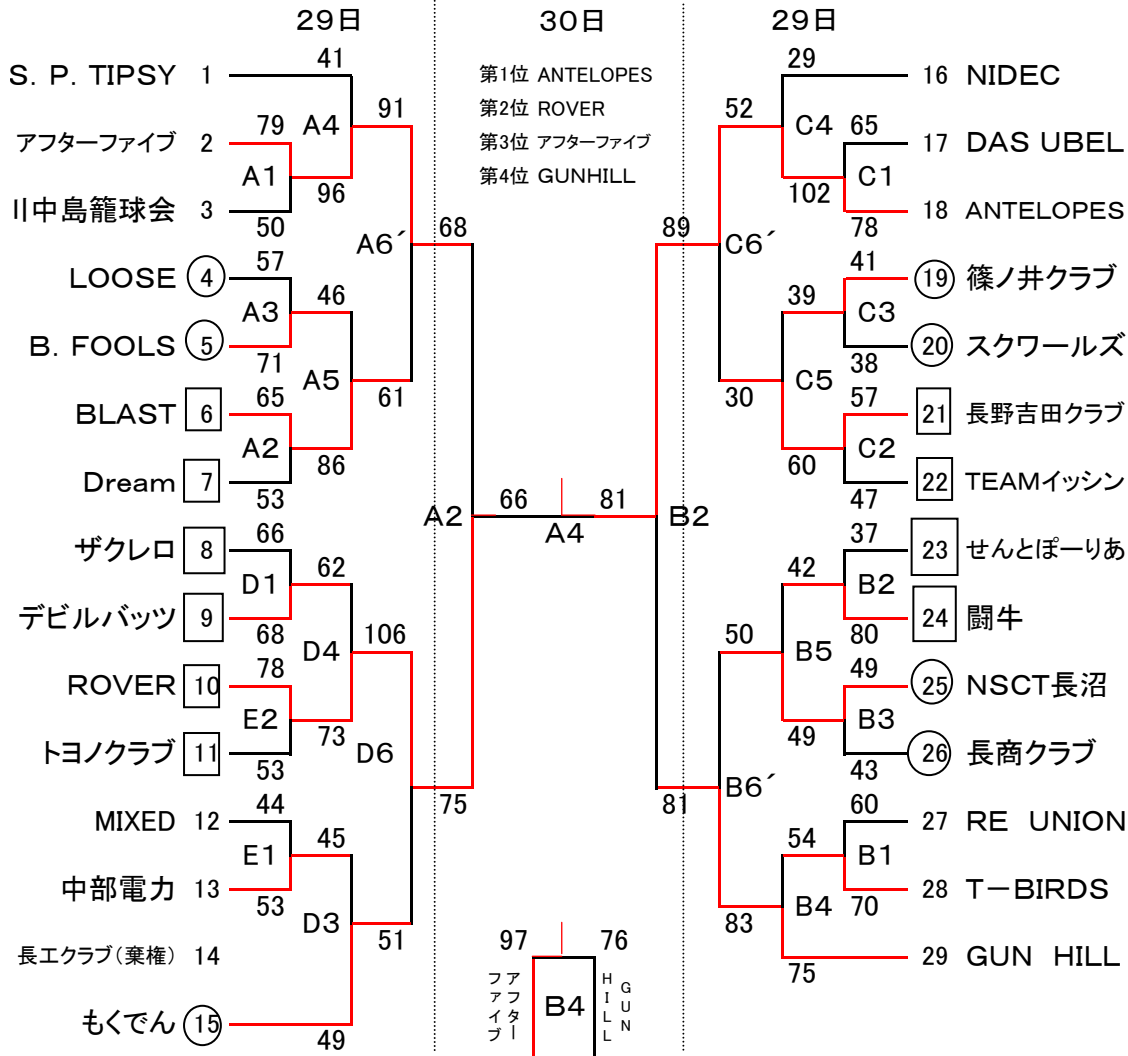 29日 30日 29日
第1位 ANTELOPES
第2位 ROVER
第3位 アフターファイブ
第4位 GUNHILL
S. P. TIPSY 1
アフターファイブ 2
川中島籠球会 3
LOOSE 4
B. FOOLS 5
BLAST 6
Dream 7
ザクレロ 8
デビルバッツ 9
ROVER 10
トヨノクラブ 11
MIXED 12
中部電力 13
長工クラブ(棄権) 14
もくでん 15
41
79
A4
91
A1
96
50
57
A6´
68
46
A3
71
A5
65
61
A2
86
53
A2
66
62
D1
68
D4
106
78
E2
73
D6
53
75
44
45
E1
53
D3
51
49
66 81
A4
97 76
アフターファイブ
B4
GUN HILL
29
52
C4
65
C1
102
78
89
C6´
41
39
C3
38
C5
30
57
C2
60
47
B2
37
42
B2
80
50
B5
49
B3
49
43
B6´
81
60
54
B1
70
B4
83
75
16 NIDEC
17 DAS UBEL
18 ANTELOPES
19 篠ノ井クラブ
20 スクワールズ
21 長野吉田クラブ
22 TEAMイッシン
23 せんとぽーりあ
24 闘牛
25 NSCT長沼
26 長商クラブ
27 RE UNION
28 T－BIRDS
29 GUN HILL